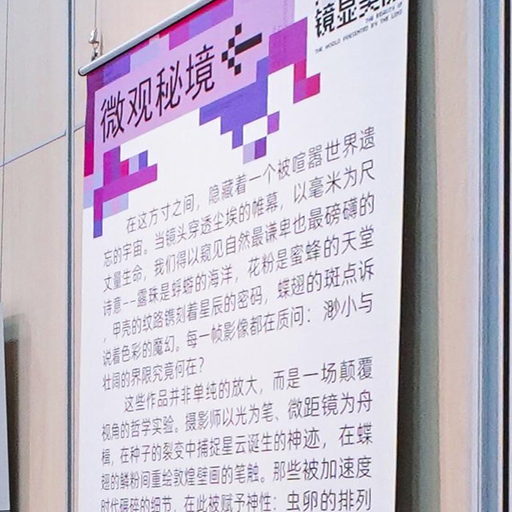 镜显美
THE BEAUTY OF
THE WORLD PRESENTED BY THE LENS
微观秘境
在这方寸之间，隐藏着一个被喧嚣世界遗
忘的宇宙。当镜头穿透尘埃的帷幕，以毫米为尺
丈量生命，我们得以窥见自然最谦卑也最磅礴的
诗意--露珠是蜉蝣的海洋，花粉是蜜蜂的天堂
，甲壳的纹路镌刻着星辰的密码，蝶翅的斑点诉
说着色彩的魔幻。每一帧影像都在质问：渺小与
壮阔的界限究竟何在？
这些作品并非单纯的放大，而是一场颠覆
视角的哲学实验。摄影师以光为笔、微距镜为舟
楫，在种子的裂变中捕捉星云诞生的神迹，在蝶
翅的鳞粉间重绘敦煌壁画的笔触。那些被加速度
时代碾碎的细节，在此被赋予神性：虫卵的排列